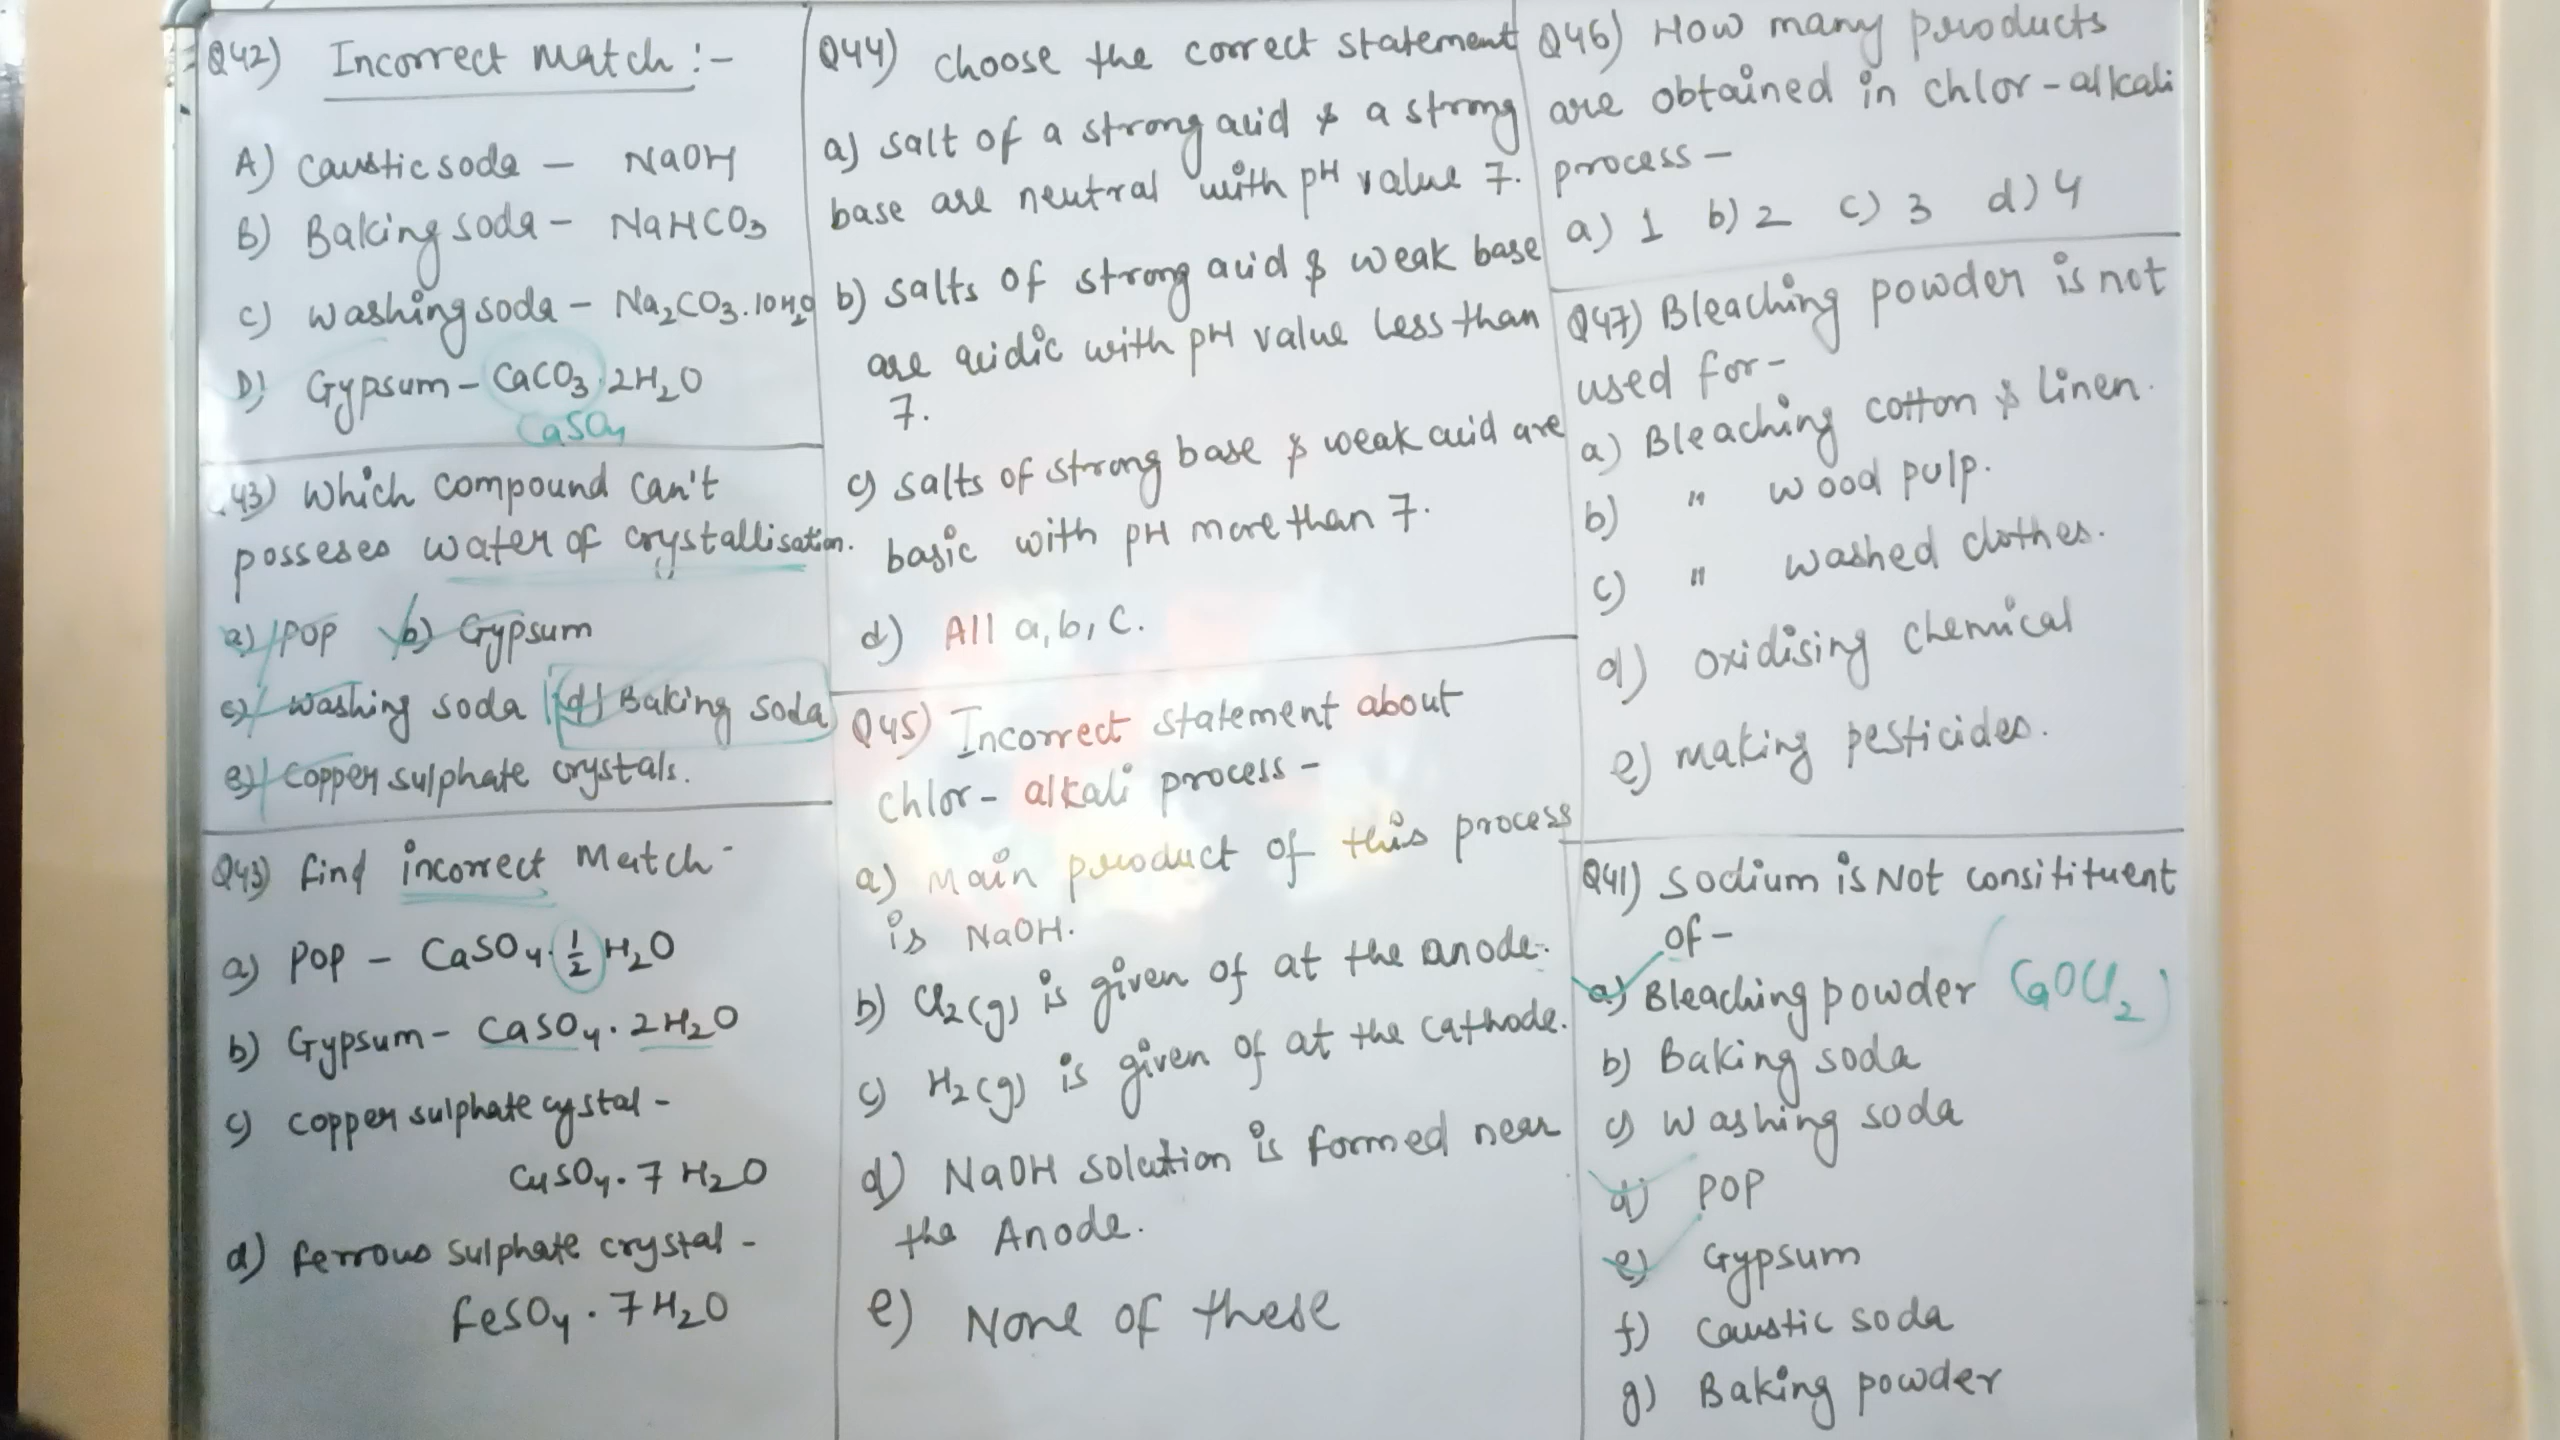 Q42) Incorrect Match :-
A) Caustic soda - NaOH
B) Baking soda - NaHCO3
C) Washing soda - Na2CO3.10H2O
D) Gypsum - CaCO3.2H2O
CaSO4
43) Which compound can't
posseses water of crystallisation.
a) POP b) Gypsum
c) washing soda d) Baking soda
e) Copper sulphate crystals.
Q43) find incorrect Match -
a) POP - CaSO4.½ H2O
b) Gypsum - CaSO4.2H2O
c) copper sulphate cystal -
CuSO4.7H2O
d) ferrous sulphate crystal -
FeSO4.7H2O
Q44) choose the correct statement
a) salt of a strong acid & a strong
base are neutral with pH value 7.
b) salts of strong acid & weak base
are acidic with pH value less than
7.
c) salts of strong base & weak acid are
basic with pH more than 7.
d) All a, b, c.
Q45) Incorrect statement about
chlor-alkali process -
a) Main product of this process
is NaOH.
b) Cl2(g) is given of at the anode.
c) H2(g) is given of at the cathode.
d) NaOH solution is formed near
the Anode.
e) None of these
Q46) How many products
are obtained in chlor-alkali
process -
a) 1 b) 2 c) 3 d) 4
Q47) Bleaching powder is not
used for -
a) Bleaching cotton & linen.
b) " wood pulp.
c) " washed clothes.
d) oxidising chemical
e) making pesticides.
Q41) Sodium is Not consitituent
of -
a) Bleaching powder CaOCl2
b) Baking soda
c) Washing soda
d) POP
e) Gypsum
f) Caustic soda
g) Baking powder